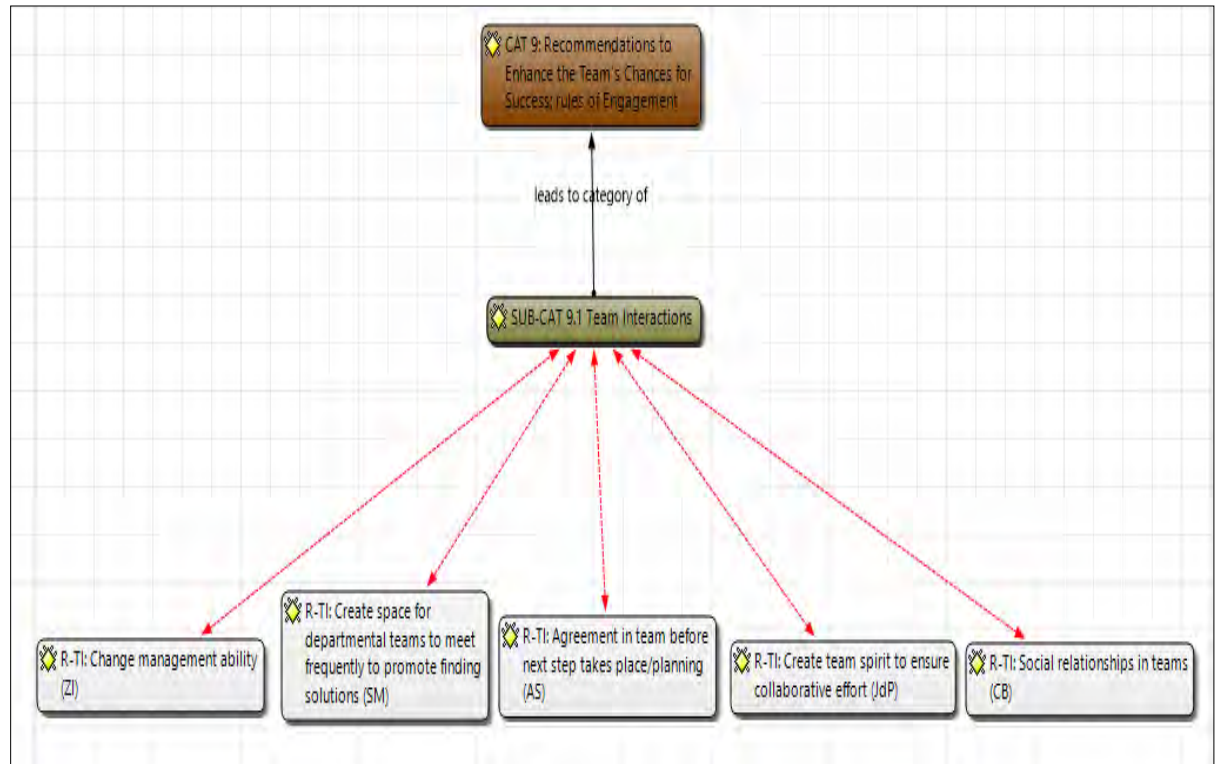 CAT 9: Recommendations to
Enhance the Team's Chances for
Success; rules of Engagement
leads to category of
SUB-CAT 9.1 Team Interactions
R-TI: Change management ability
(ZI)
R-TI: Create space for
departmental teams to meet
frequently to promote finding
solutions (SM)
R-TI: Agreement in team before
next step takes place/planning
(AS)
R-TI: Create team spirit to ensure
collaborative effort (JdP)
R-TI: Social relationships in teams
(CB)